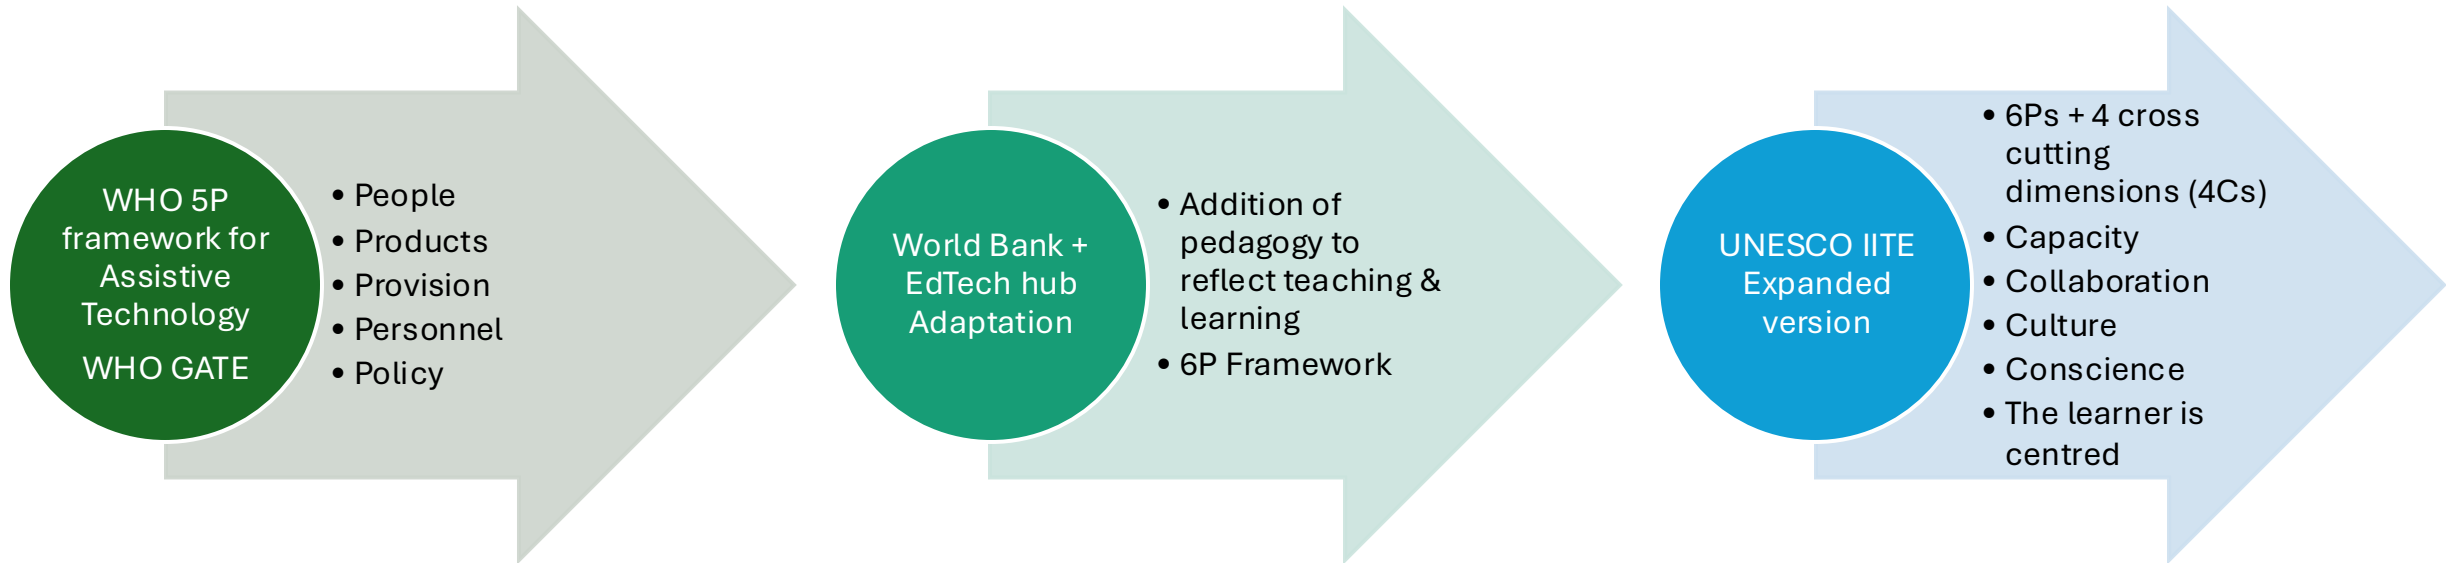 WHO 5P
framework for
Assistive
Technology
WHO GATE
• People
• Products
• Provision
• Personnel
• Policy
World Bank +
EdTech hub
Adaptation
• Addition of
pedagogy to
reflect teaching &
learning
• 6P Framework
UNESCO IITE
Expanded
version
• 6Ps + 4 cross
cutting
dimensions (4Cs)
• Capacity
• Collaboration
• Culture
• Conscience
• The learner is
centred